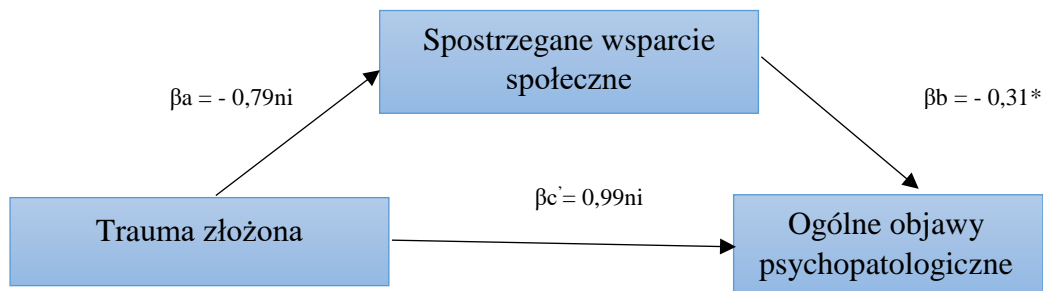 Spostrzegane wsparcie
społeczne
βa = - 0,79ni
βb = - 0,31*
βc’= 0,99ni
Trauma złożona
Ogólne objawy
psychopatologiczne